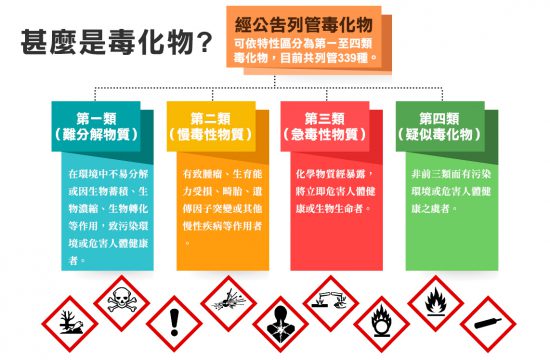 甚麼是毒化物?
經公告列管毒化物
可依特性區分為第一至四類
毒化物，目前共列管339種。
第一類
（難分解物質）
在環境中不易分解
或因生物蓄積、生
物濃縮、生物轉化
等作用，致污染環
境或危害人體健康
者。
第二類
（慢毒性物質）
有致腫瘤、生育能
力受損、畸胎、遺
傳因子突變或其他
慢性疾病等作用者。
第三類
（急毒性物質）
化學物質經暴露，
將立即危害人體健
康或生物生命者。
第四類
（疑似毒化物）
非前三類而有污染
環境或危害人體健
康之虞者。